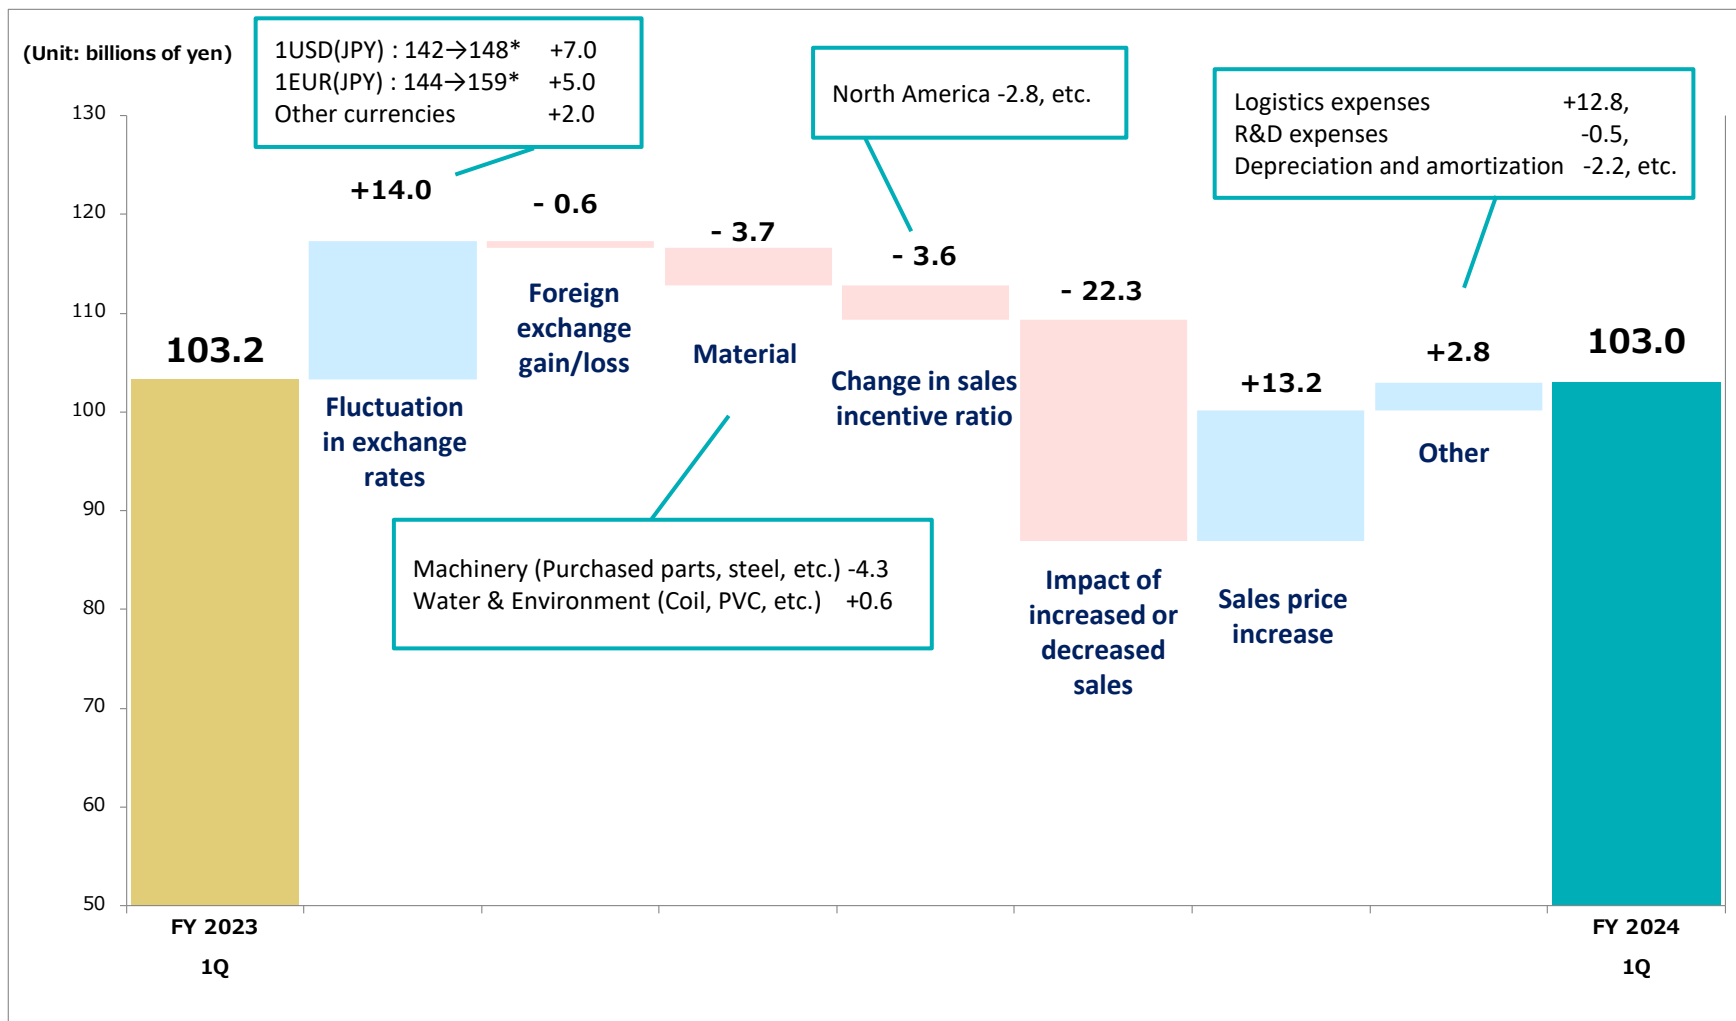 (Unit: billions of yen)
1USD(JPY) : 142→148* +7.0
1EUR(JPY) : 144→159* +5.0
Other currencies +2.0
North America -2.8, etc.
Logistics expenses +12.8,
R&D expenses -0.5,
Depreciation and amortization -2.2, etc.
130
120
110
100
90
80
70
60
50
103.2
+14.0
Fluctuation
in exchange
rates
- 0.6
Foreign
exchange
gain/loss
- 3.7
Material
Machinery (Purchased parts, steel, etc.) -4.3
Water & Environment (Coil, PVC, etc.) +0.6
- 3.6
Change in sales
incentive ratio
- 22.3
Impact of
increased or
decreased
sales
+13.2
Sales price
increase
+2.8
Other
103.0
FY 2023
1Q
FY 2024
1Q